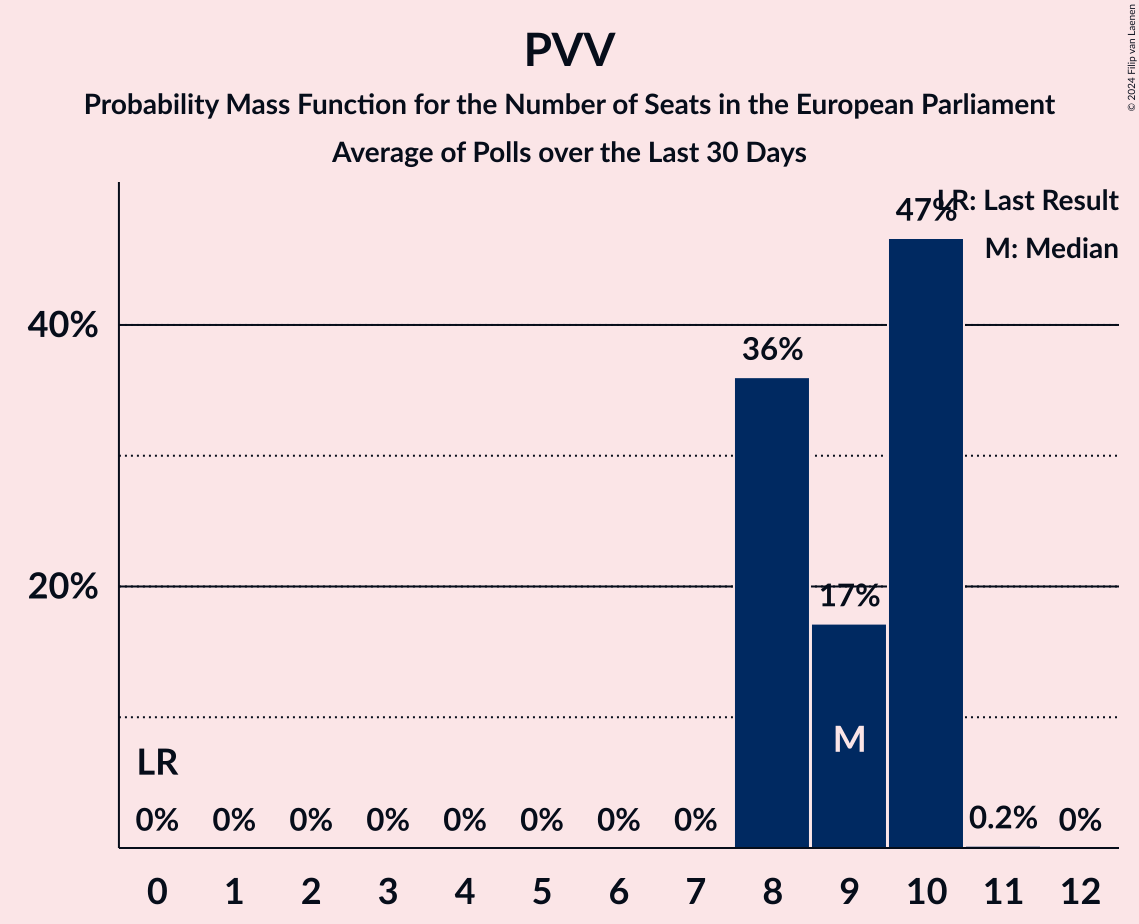 PVV
Probability Mass Function for the Number of Seats in the European Parliament
Average of Polls over the Last 30 Days
© 2024 Filip van Laenen
LR: Last Result
M: Median
47%
40%
36%
20%
17%
M
LR
0% 0% 0% 0% 0% 0% 0% 0% 0.2% 0%
0 1 2 3 4 5 6 7 8 9 10 11 12